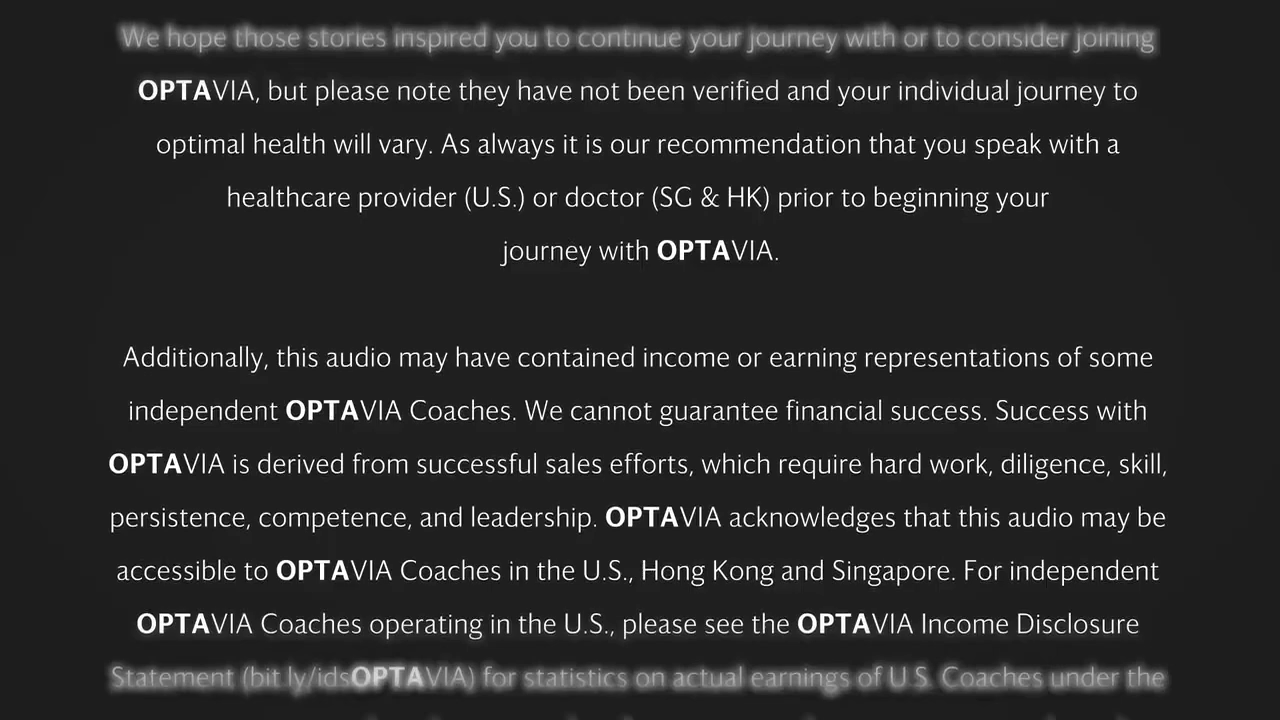 We hope those stories inspired you to continue your journey with or to consider joining
OPTAVIA, but please note they have not been verified and your individual journey to
optimal health will vary. As always it is our recommendation that you speak with a
healthcare provider (U.S.) or doctor (SG & HK) prior to beginning your
journey with OPTAVIA.
Additionally, this audio may have contained income or earning representations of some
independent OPTAVIA Coaches. We cannot guarantee financial success. Success with
OPTAVIA is derived from successful sales efforts, which require hard work, diligence, skill,
persistence, competence, and leadership. OPTAVIA acknowledges that this audio may be
accessible to OPTAVIA Coaches in the U.S., Hong Kong and Singapore. For independent
OPTAVIA Coaches operating in the U.S., please see the OPTAVIA Income Disclosure
Statement (bit.ly/idsOPTAVIA) for statistics on actual earnings of U.S. Coaches under the